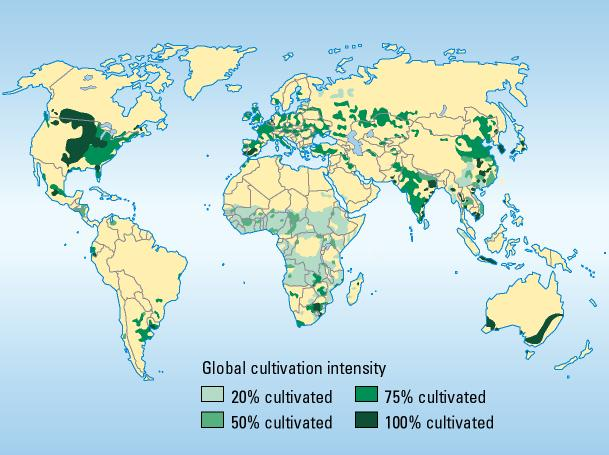 Global cultivation intensity
20% cultivated 75% cultivated
50% cultivated 100% cultivated